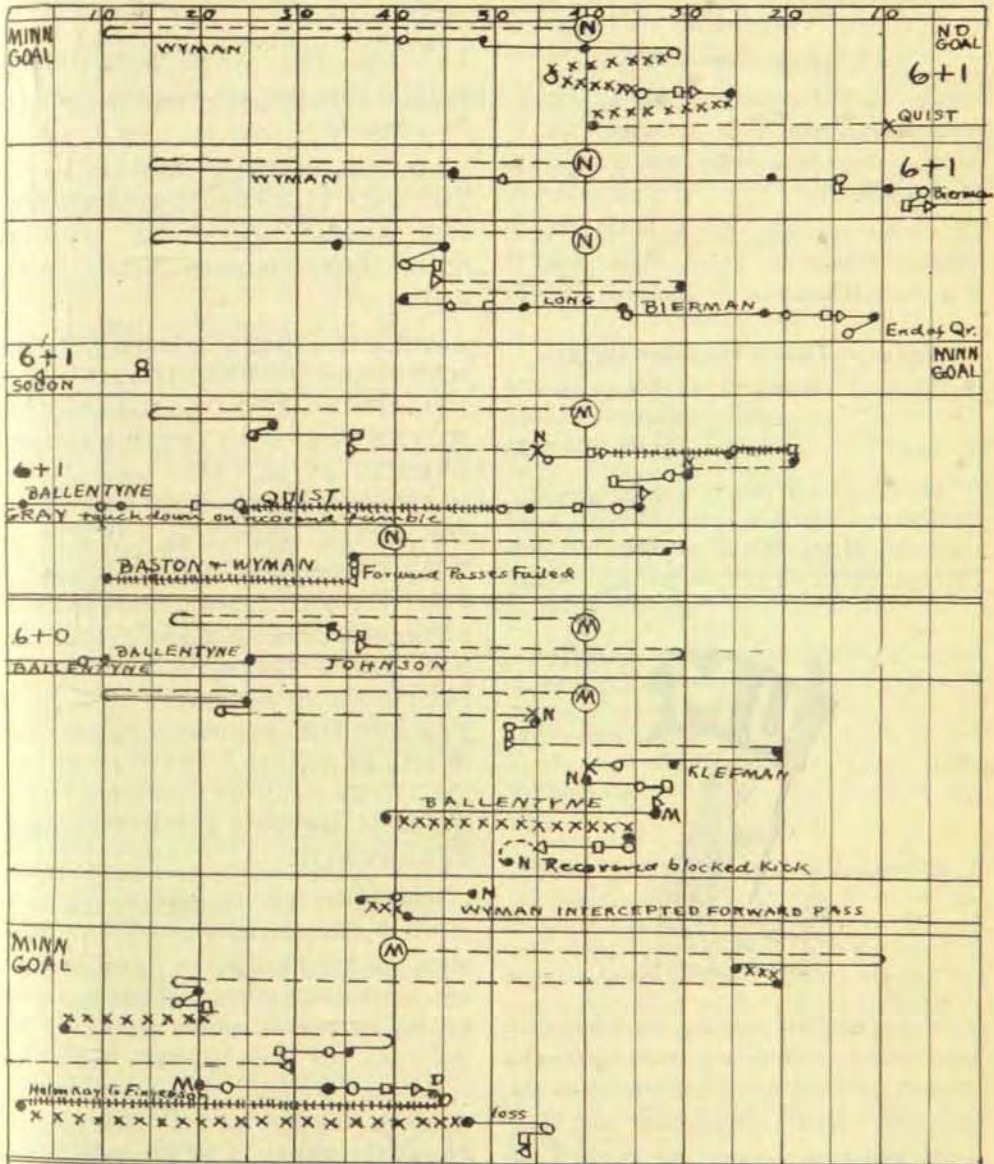 10 20 30 40 50 40 30 20 10
MINN GOAL
N
ND GOAL
WYMAN
6+1
QUIST
N
WYMAN
6+1
Bierman
N
LONG
BIERMAN
End of Qr.
6+1
SODON
MINN GOAL
M
N
6+1
BALLENTYNE
QUIST
GRAY touchdown on recovered fumble
N
BASTON + WYMAN
Forward Passes Failed
M
6+0
BALLENTYNE
JOHNSON
BALLENTYNE
M
N
KLEFMAN
N
BALLENTYNE
M
N Recovered blocked kick
N
WYMAN INTERCEPTED FORWARD PASS
MINN GOAL
M
M
loss